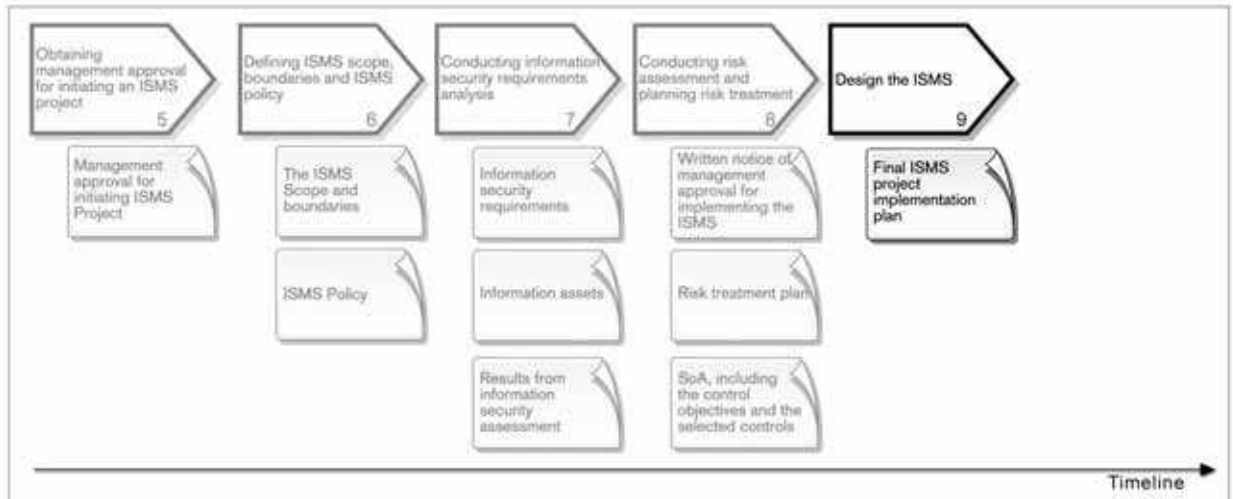 Obtaining
management approval
for initiating an ISMS
project
5
Defining ISMS scope,
boundaries and ISMS
policy
6
Conducting information
security requirements
analysis
7
Conducting risk
assessment and
planning risk treatment
8
Design the ISMS
9
Management
approval for
initiating ISMS
Project
The ISMS
Scope and
boundaries
Information
security
requirements
Written notice of
management
approval for
implementing the
ISMS
Final ISMS
project
implementation
plan
ISMS Policy
Information assets
Risk treatment plan
Results from
information
security
assessment
SoA, including
the control
objectives and the
selected controls
Timeline